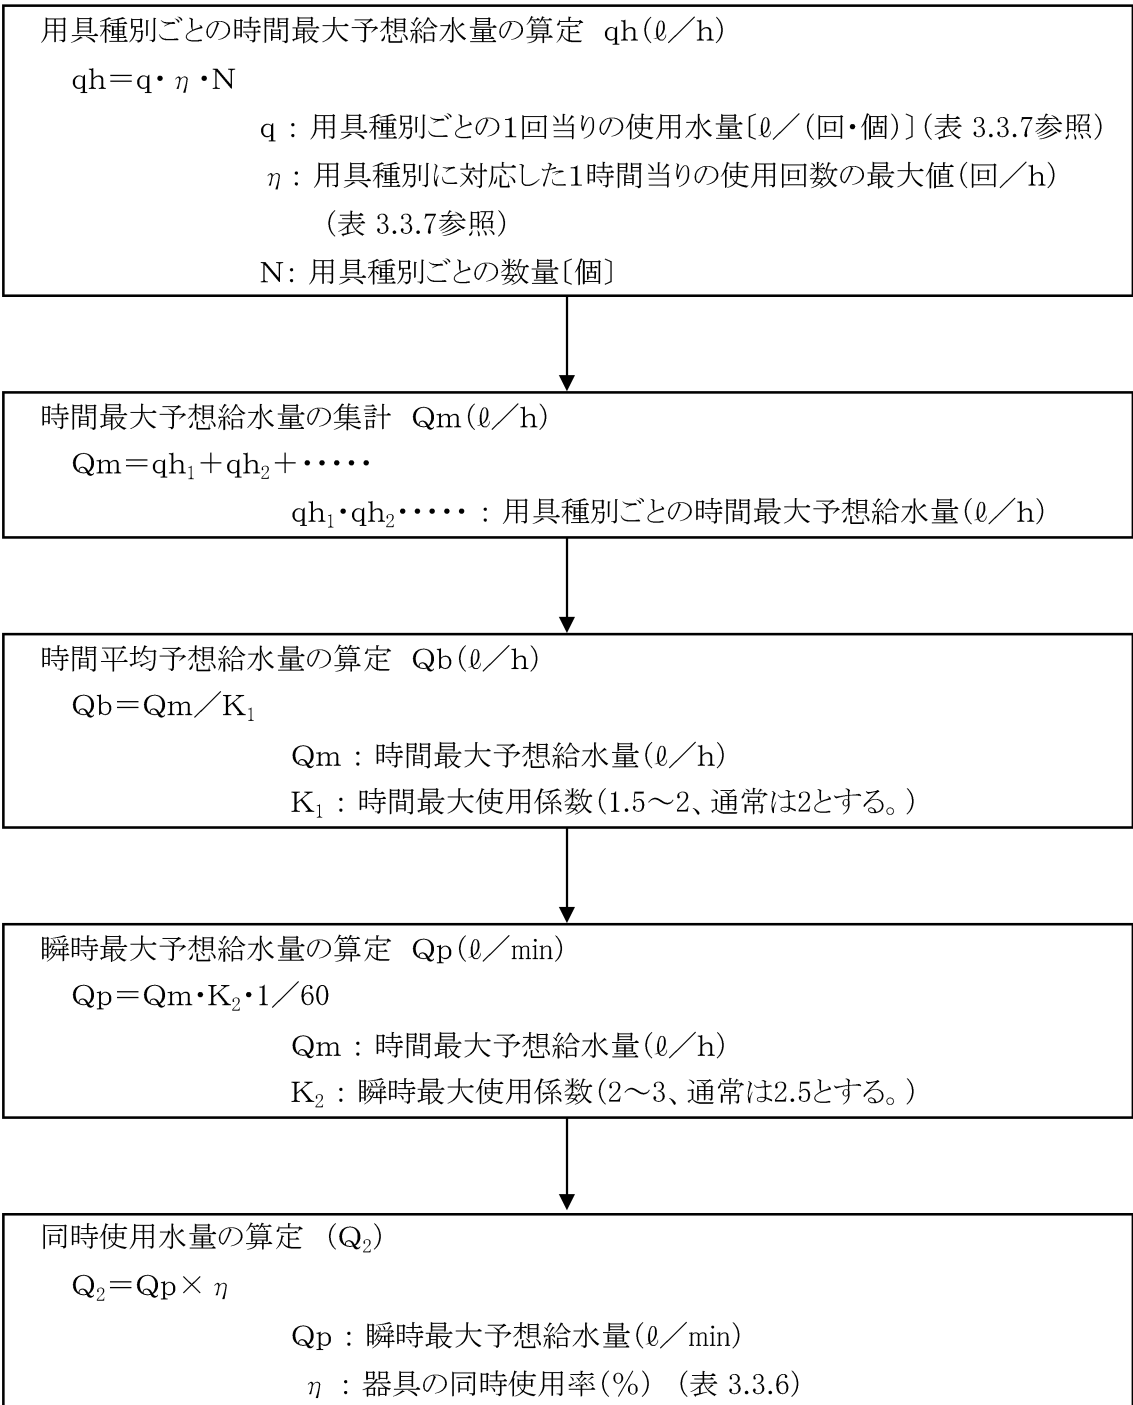 用具種別ごとの時間最大予想給水量の算定 qh(ℓ／h)
qh＝q・η・N
q：用具種別ごとの1回当りの使用水量〔ℓ／(回・個)〕(表 3.3.7参照)
η：用具種別に対応した1時間当りの使用回数の最大値(回／h)
(表 3.3.7参照)
N：用具種別ごとの数量〔個〕
時間最大予想給水量の集計 Qm(ℓ／h)
Qm＝qh₁＋qh₂＋・・・・・
qh₁・qh₂・・・・・：用具種別ごとの時間最大予想給水量(ℓ／h)
時間平均予想給水量の算定 Qb(ℓ／h)
Qb＝Qm／K₁
Qm：時間最大予想給水量(ℓ／h)
K₁：時間最大使用係数(1.5～2、通常は2とする。)
瞬時最大予想給水量の算定 Qp(ℓ／min)
Qp＝Qm・K₂・1／60
Qm：時間最大予想給水量(ℓ／h)
K₂：瞬時最大使用係数(2～3、通常は2.5とする。)
同時使用水量の算定 (Q₂)
Q₂＝Qp×η
Qp：瞬時最大予想給水量(ℓ／min)
η：器具の同時使用率(%) (表 3.3.6)